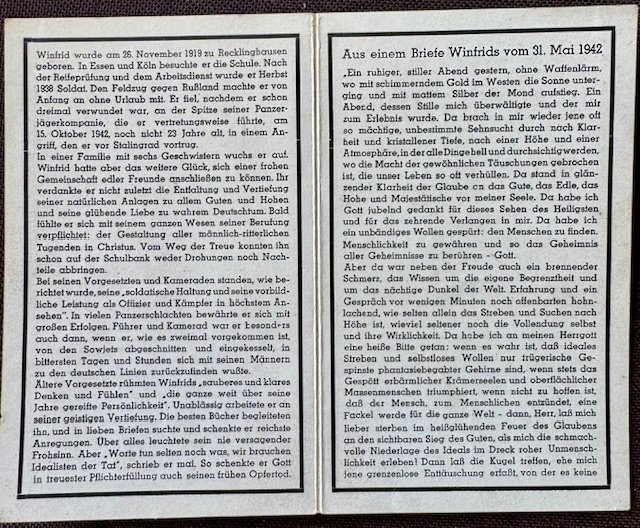 Winfrid wurde am 26. November 1919 zu Recklinghausen
geboren. In Essen und Köln besuchte er die Schule. Nach
der Reifeprüfung und dem Arbeitsdienst wurde er Herbst
1938 Soldat. Den Feldzug gegen Rußland machte er von
Anfang an ohne Urlaub mit. Er fiel, nachdem er schon
dreimal verwundet war, an der Spitze seiner Panzer-
jägerkompanie, die er vertretungsweise führte, am
15. Oktober 1942, noch nicht 23 Jahre alt, in einem An-
griff, den er vor Stalingrad vortrug.
In einer Familie mit sechs Geschwistern wuchs er auf.
Winfrid hatte aber das weitere Glück, sich einer frohen
Gemeinschaft edler Freunde anschließen zu können. Ihr
verdankte er nicht zuletzt die Entfaltung und Vertiefung
seiner natürlichen Anlagen zu allem Guten und Hohen
und seine glühende Liebe zu wahrem Deutschtum. Bald
fühlte er sich mit seinem ganzen Wesen seiner Berufung
verpflichtet: der Gestaltung aller männlich-ritterlichen
Tugenden in Christus. Vom Weg der Treue konnten ihn
schon auf der Schulbank weder Drohungen noch Nach-
teile abbringen.
Bei seinen Vorgesetzten und Kameraden standen, wie be-
richtet wurde, seine „soldatische Haltung und seine vorbild-
liche Leistung als Offizier und Kämpfer in höchstem An-
sehen". In vielen Panzerschlachten bewährte er sich mit
großen Erfolgen. Führer und Kamerad war er besonders
auch dann, wenn er, wie es zweimal vorgekommen ist,
von den Sowjets abgeschnitten und eingekesselt, in
bittersten Tagen und Stunden sich mit seinen Männern
zu den deutschen Linien zurückzufinden wußte.
Ältere Vorgesetzte rühmten Winfrids „sauberes und klares
Denken und Fühlen" und „die ganze weit über seine
Jahre gereifte Persönlichkeit". Unablässig arbeitete er an
seiner geistigen Vertiefung. Die besten Bücher begleiteten
ihn, und in lieben Briefen suchte und schenkte er reichste
Anregungen. Über alles leuchtete sein nie versagender
Frohsinn. Aber „Worte tun selten noch was, wir brauchen
Idealisten der Tat", schrieb er mal. So schenkte er Gott
in treuester Pflichterfüllung auch seinen frühen Opfertod.
Aus einem Briefe Winfrids vom 31. Mai 1942
„Ein ruhiger, stiller Abend gestern, ohne Waffenlärm,
wo mit schimmerndem Gold im Westen die Sonne unter-
ging und mit mattem Silber der Mond aufstieg. Ein
Abend, dessen Stille mich überwältigte und der mir
zum Erlebnis wurde. Da brach in mir wieder jene oft
so mächtige, unbestimmte Sehnsucht durch nach Klar-
heit und kristallener Tiefe, nach einer Höhe und einer
Atmosphäre, in der alle Dinge hell und durchsichtig werden,
wo die Macht der gewöhnlichen Täuschungen gebrochen
ist, die unser Leben so oft verhüllen. Da stand in glän-
zender Klarheit der Glaube an das Gute, das Edle, das
Hohe und Majestätische vor meiner Seele. Da habe ich
Gott jubelnd gedankt für dieses Sehen des Heiligsten
und für das zehrende Verlangen in mir. Da habe ich
ein unbändiges Wollen gespürt: den Menschen zu finden.
Menschlichkeit zu gewähren und so das Geheimnis
aller Geheimnisse zu berühren - Gott.
Aber da war neben der Freude auch ein brennender
Schmerz, das Wissen um die eigene Begrenztheit und
um das nächtige Dunkel der Welt. Erfahrung und ein
Gespräch vor wenigen Minuten noch offenbarten hohn-
lachend, wie selten allein das Streben und Suchen nach
Höhe ist, wieviel seltener noch die Vollendung selbst
und ihre Wirklichkeit. Da habe ich an meinen Herrgott
eine heiße Bitte getan: wenn es wahr ist, daß ideales
Streben und selbstloses Wollen nur trügerische Ge-
spinste phantasiebegabter Gehirne sind, wenn stets das
Gespött erbärmlicher Krämerseelen und oberflächlicher
Massenmenschen triumphiert, wenn nicht zu hoffen ist,
daß der Mensch, zum Menschlichen entzündet, eine
Fackel werde für die ganze Welt - dann, Herr, laß mich
lieber sterben im heißglühenden Feuer des Glaubens
an den sichtbaren Sieg des Guten, als mich die schmach-
volle Niederlage des Ideals im Dreck roher Unmensch-
lichkeit erleben! Dann laß die Kugel treffen, ehe mich
jene grenzenlose Enttäuschung erfaßt, von der es keine